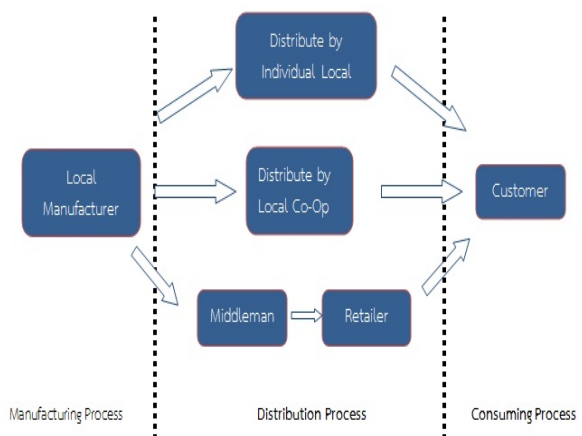 Distribute by
Individual Local
Local
Manufacturer
Distribute by
Local Co-Op
Customer
Middleman
Retailer
Manufacturing Process
Distribution Process
Consuming Process